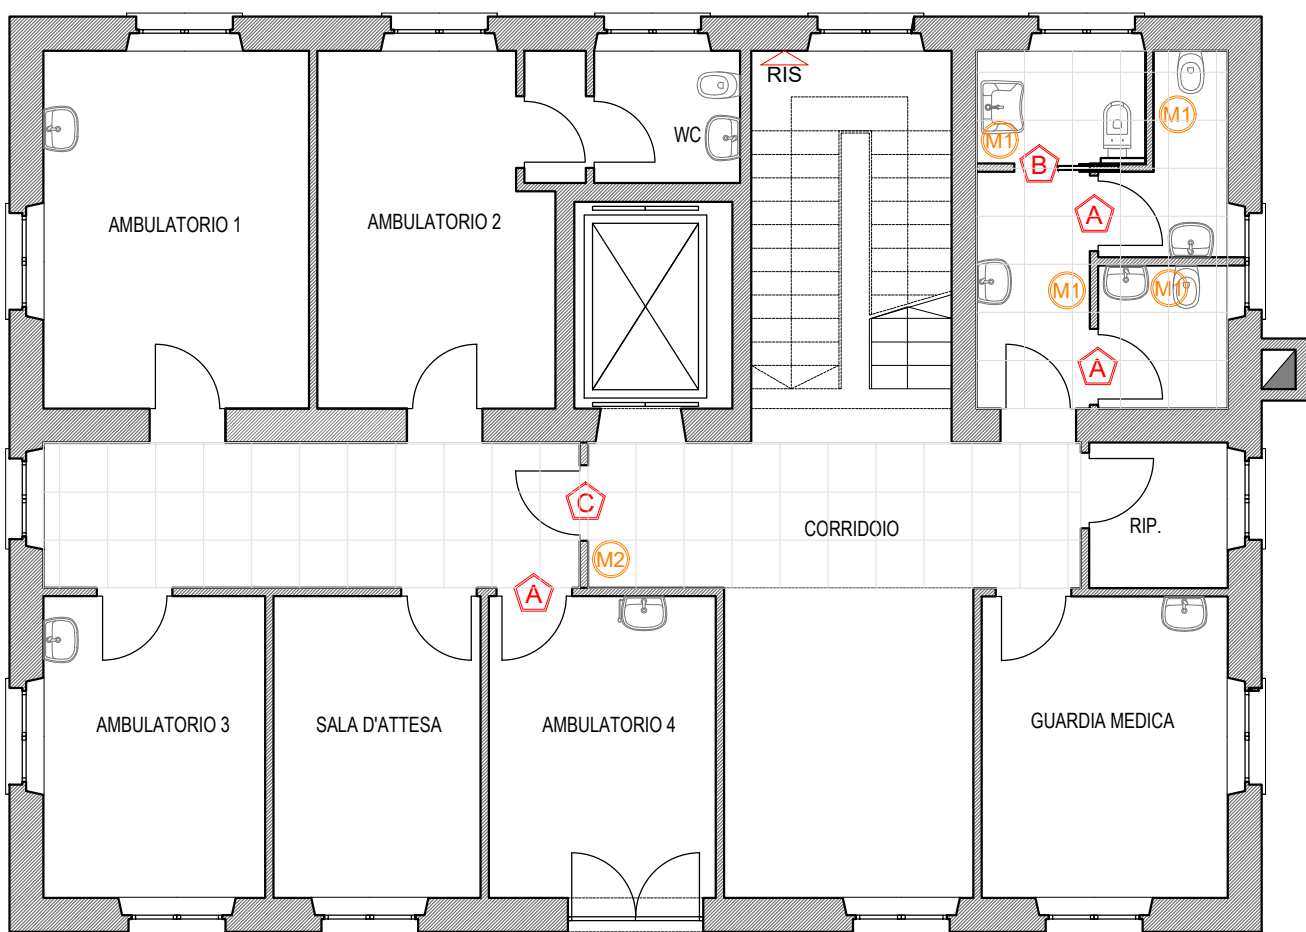 RIS
WC
M1
M1
B
A
AMBULATORIO 1
AMBULATORIO 2
M1
M1
A
C
CORRIDOIO
RIP.
M2
A
AMBULATORIO 3
SALA D'ATTESA
AMBULATORIO 4
GUARDIA MEDICA